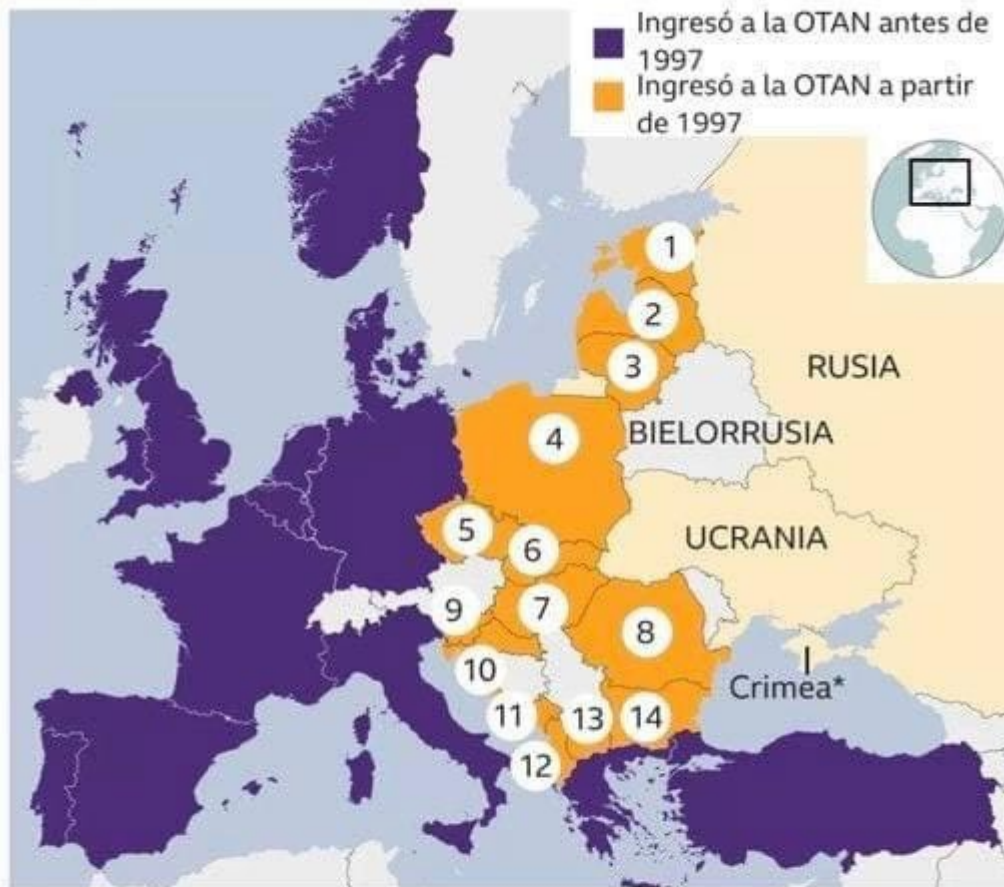 Ingresó a la OTAN antes de
1997
Ingresó a la OTAN a partir
de 1997
1
2
3
RUSIA
4
BIELORRUSIA
5
6
UCRANIA
7
9
8
10
Crimea*
11
13
14
12